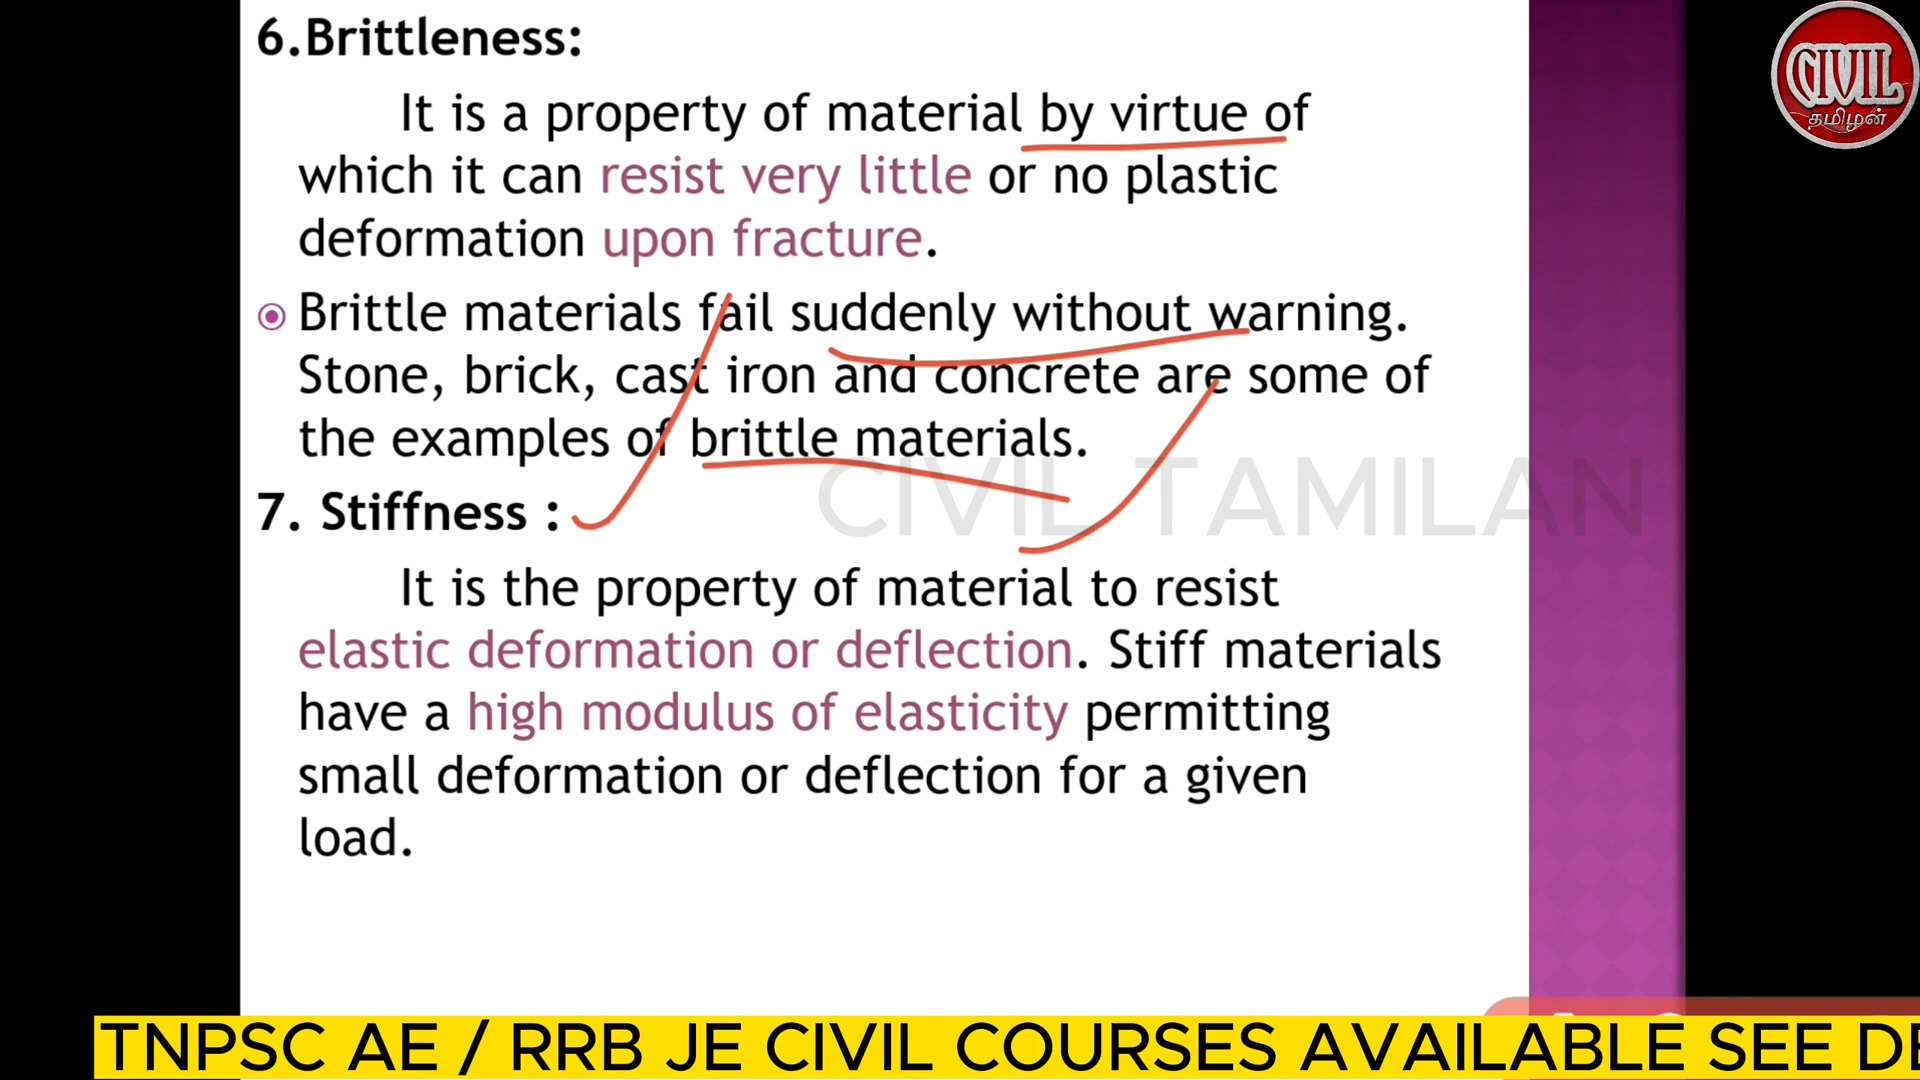 6.Brittleness:
It is a property of material by virtue of
which it can resist very little or no plastic
deformation upon fracture.
Brittle materials fail suddenly without warning.
Stone, brick, cast iron and concrete are some of
the examples of brittle materials.
7. Stiffness :
It is the property of material to resist
elastic deformation or deflection. Stiff materials
have a high modulus of elasticity permitting
small deformation or deflection for a given
load.
CIVIL TAMILAN
CIVIL
தமிழன்
TNPSC AE / RRB JE CIVIL COURSES AVAILABLE SEE